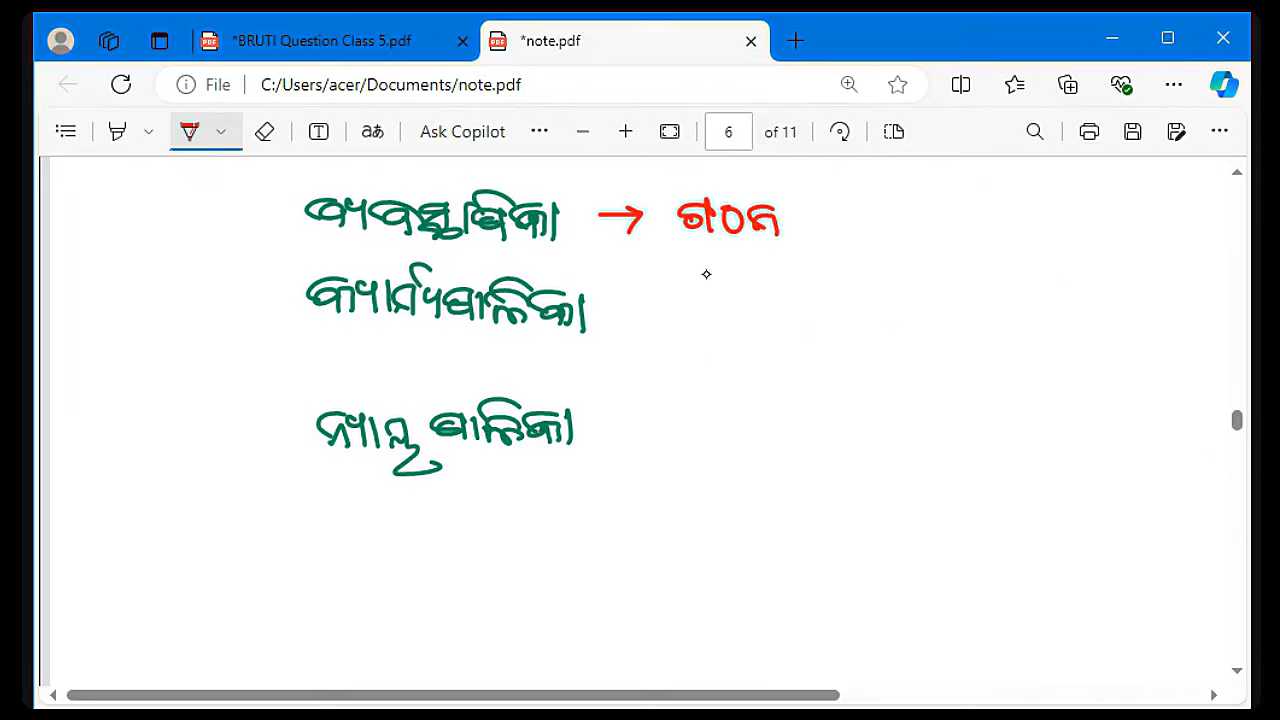 *BRUTI Question Class 5.pdf
*note.pdf
File C:/Users/acer/Documents/note.pdf
Ask Copilot 6 of 11
ବ୍ୟବସ୍ଥାପିକା → ଗଠନ
କ୍ୟାର୍ଯ୍ୟପାଳିକା
ନ୍ୟାୟପାଳିକା